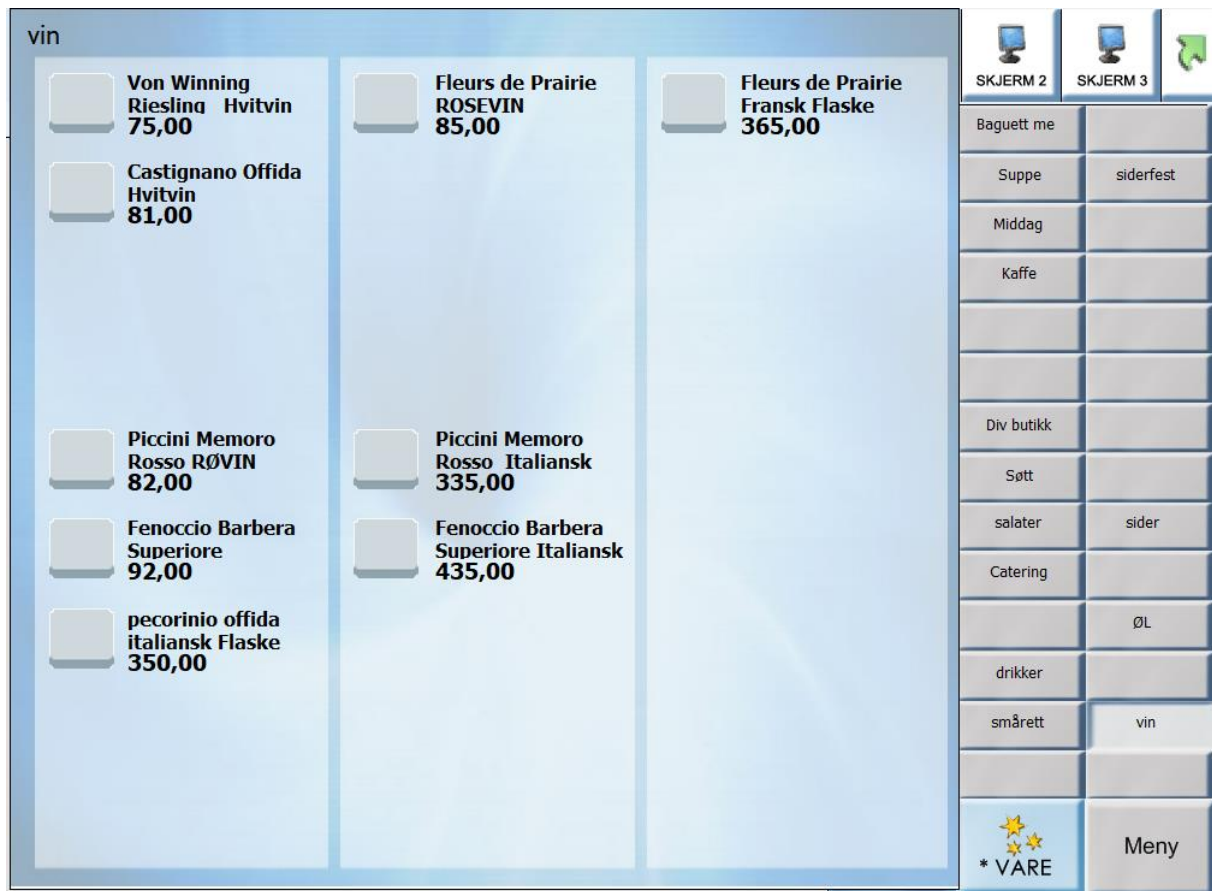 vin
Von Winning
Riesling Hvitvin
75,00
Castignano Offida
Hvitvin
81,00
Piccini Memoro
Rosso RØVIN
82,00
Fenoccio Barbera
Superiore
92,00
pecorinio offida
italiansk Flaske
350,00
Fleurs de Prairie
ROSEVIN
85,00
Piccini Memoro
Rosso Italiansk
335,00
Fenoccio Barbera
Superiore Italiansk
435,00
Fleurs de Prairie
Fransk Flaske
365,00
SKJERM 2
SKJERM 3
Baguett me
Suppe
siderfest
Middag
Kaffe
Div butikk
Søtt
salater
sider
Catering
ØL
drikker
smårett
vin
* VARE
Meny